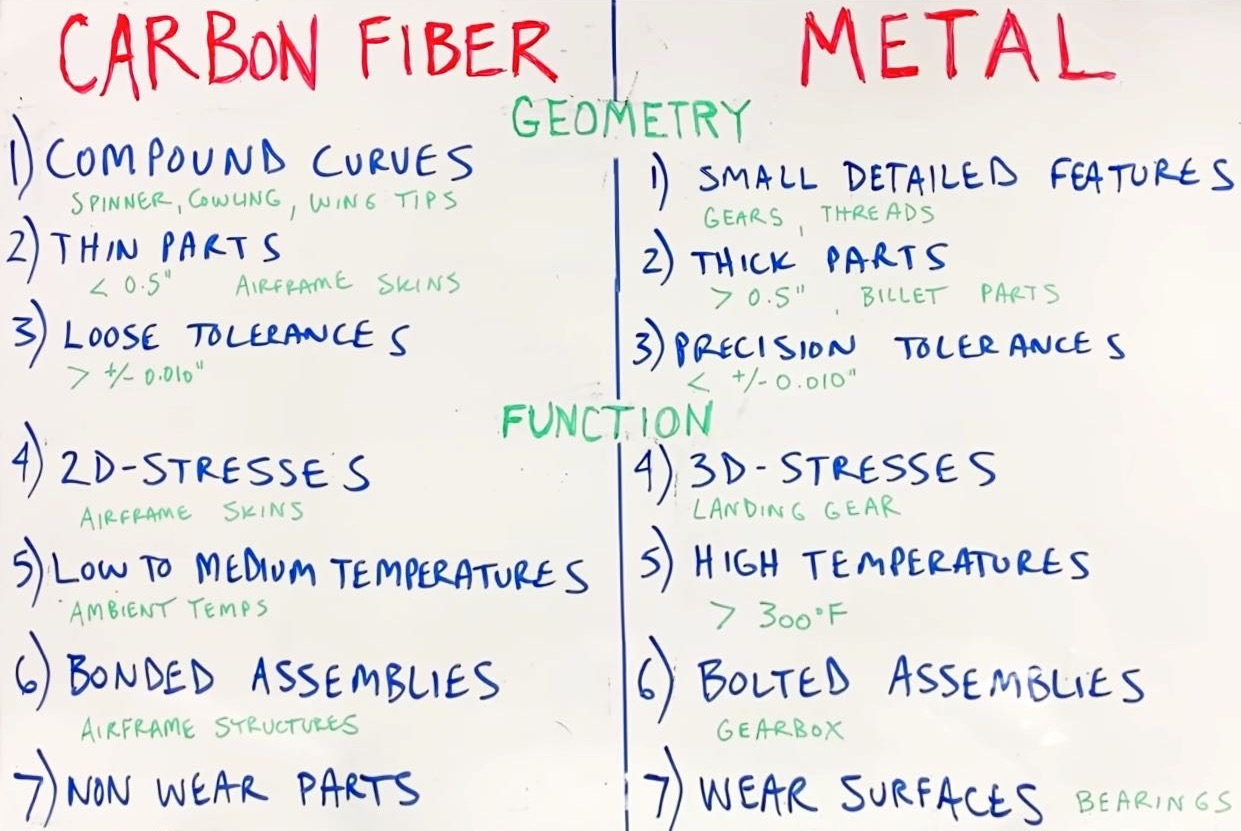 CARBON FIBER
METAL
GEOMETRY
1) COMPOUND CURVES
SPINNER, COWLING, WING TIPS
2) THIN PARTS
< 0.5" AIRFRAME SKINS
3) LOOSE TOLERANCES
> +/- 0.010"
1) SMALL DETAILED FEATURES
GEARS, THREADS
2) THICK PARTS
> 0.5", BILLET PARTS
3) PRECISION TOLERANCES
< +/- 0.010"
FUNCTION
4) 2D-STRESSES
AIRFRAME SKINS
5) LOW TO MEDIUM TEMPERATURES
AMBIENT TEMPS
6) BONDED ASSEMBLIES
AIRFRAME STRUCTURES
7) NON WEAR PARTS
4) 3D-STRESSES
LANDING GEAR
5) HIGH TEMPERATURES
> 300°F
6) BOLTED ASSEMBLIES
GEARBOX
7) WEAR SURFACES BEARINGS